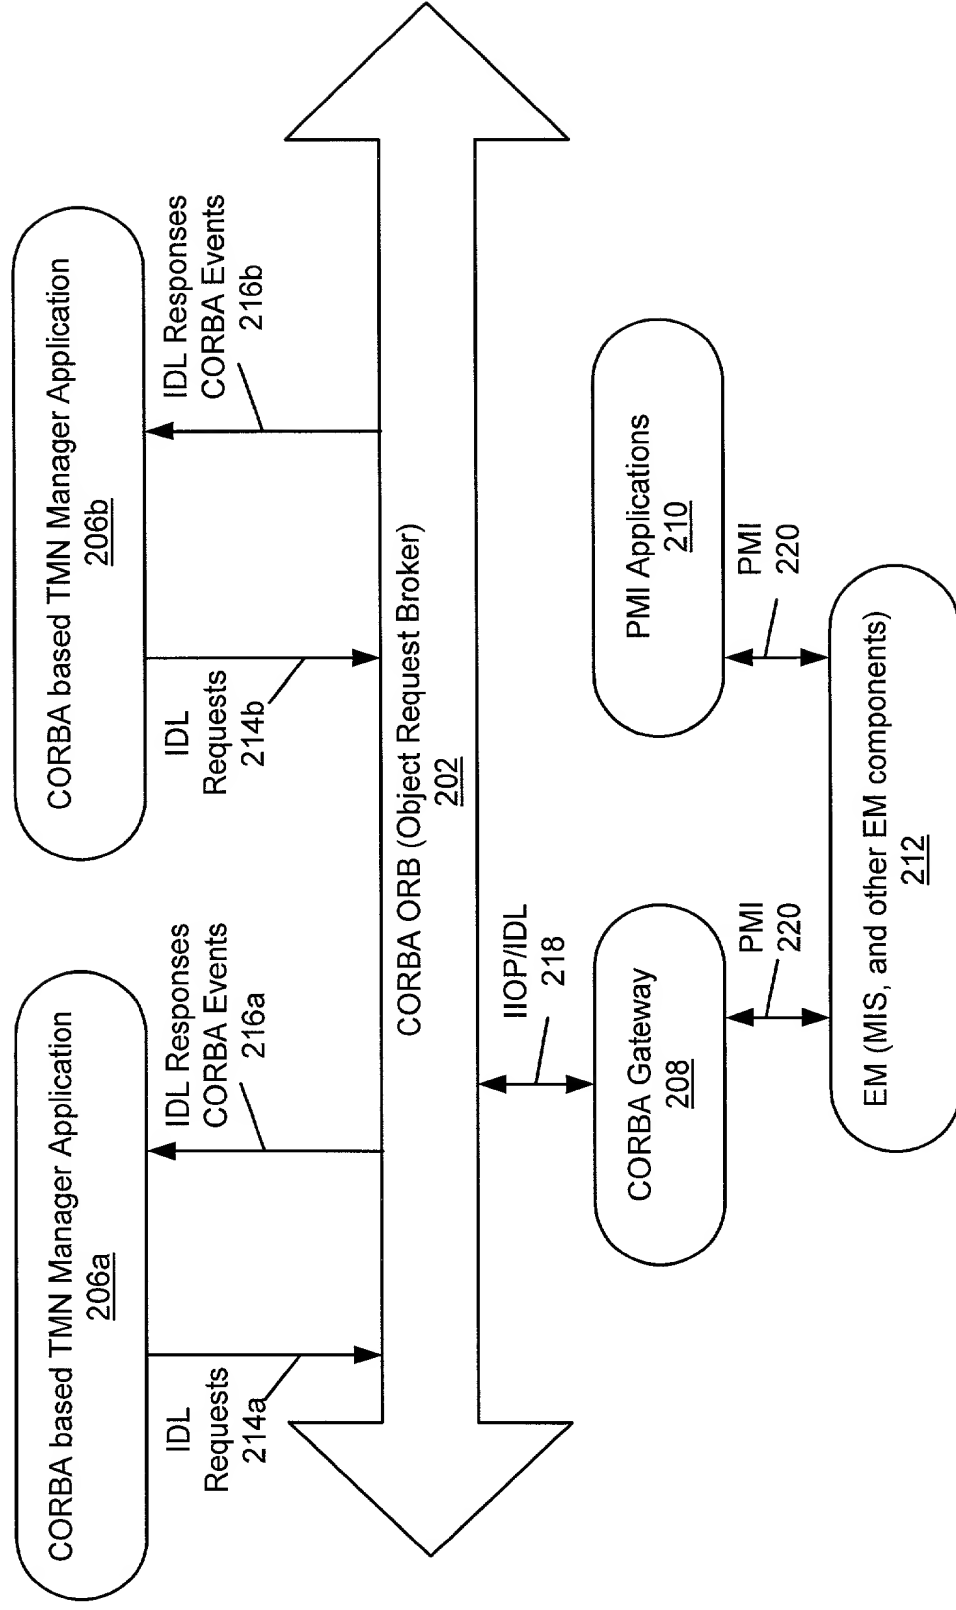 CORBA based TMN Manager Application
206a
CORBA based TMN Manager Application
206b
IDL
Requests
214a
IDL Responses
CORBA Events
216a
IDL
Requests
214b
IDL Responses
CORBA Events
216b
CORBA ORB (Object Request Broker)
202
IIOP/IDL
218
CORBA Gateway
208
PMI Applications
210
PMI
220
PMI
220
EM (MIS, and other EM components)
212